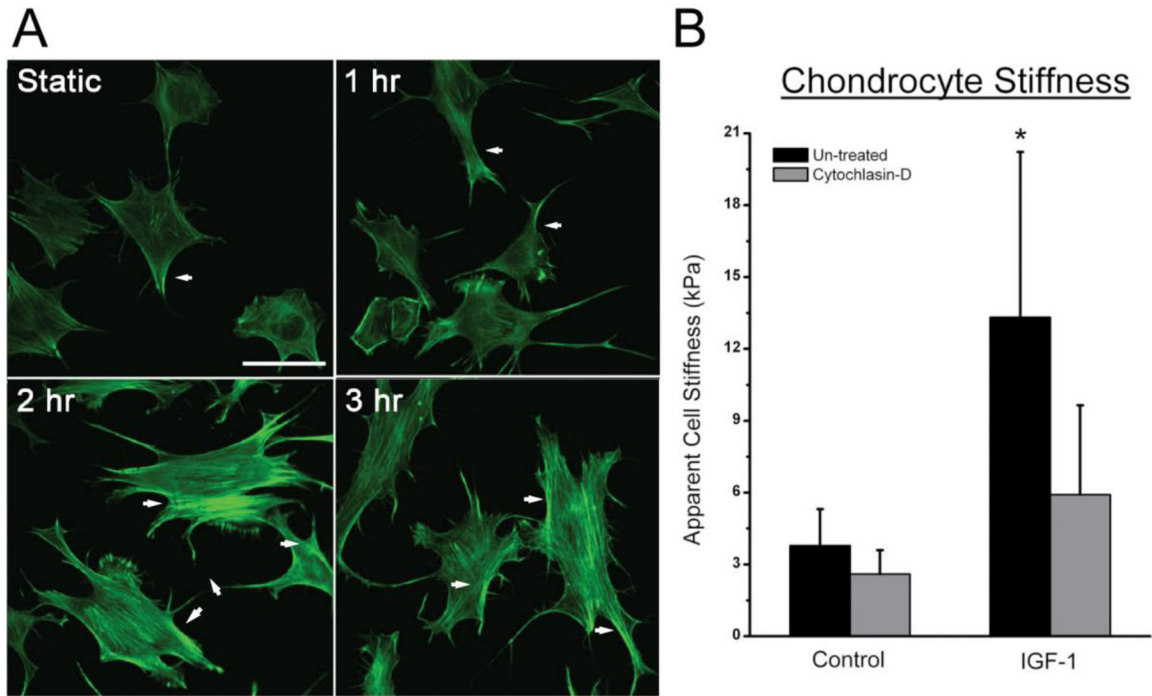 A
Static
1 hr
2 hr
3 hr
B
Chondrocyte Stiffness
Un-treated
Cytochlasin-D
*
Apparent Cell Stiffness (kPa)
21
18
15
12
9
6
3
0
Control
IGF-1